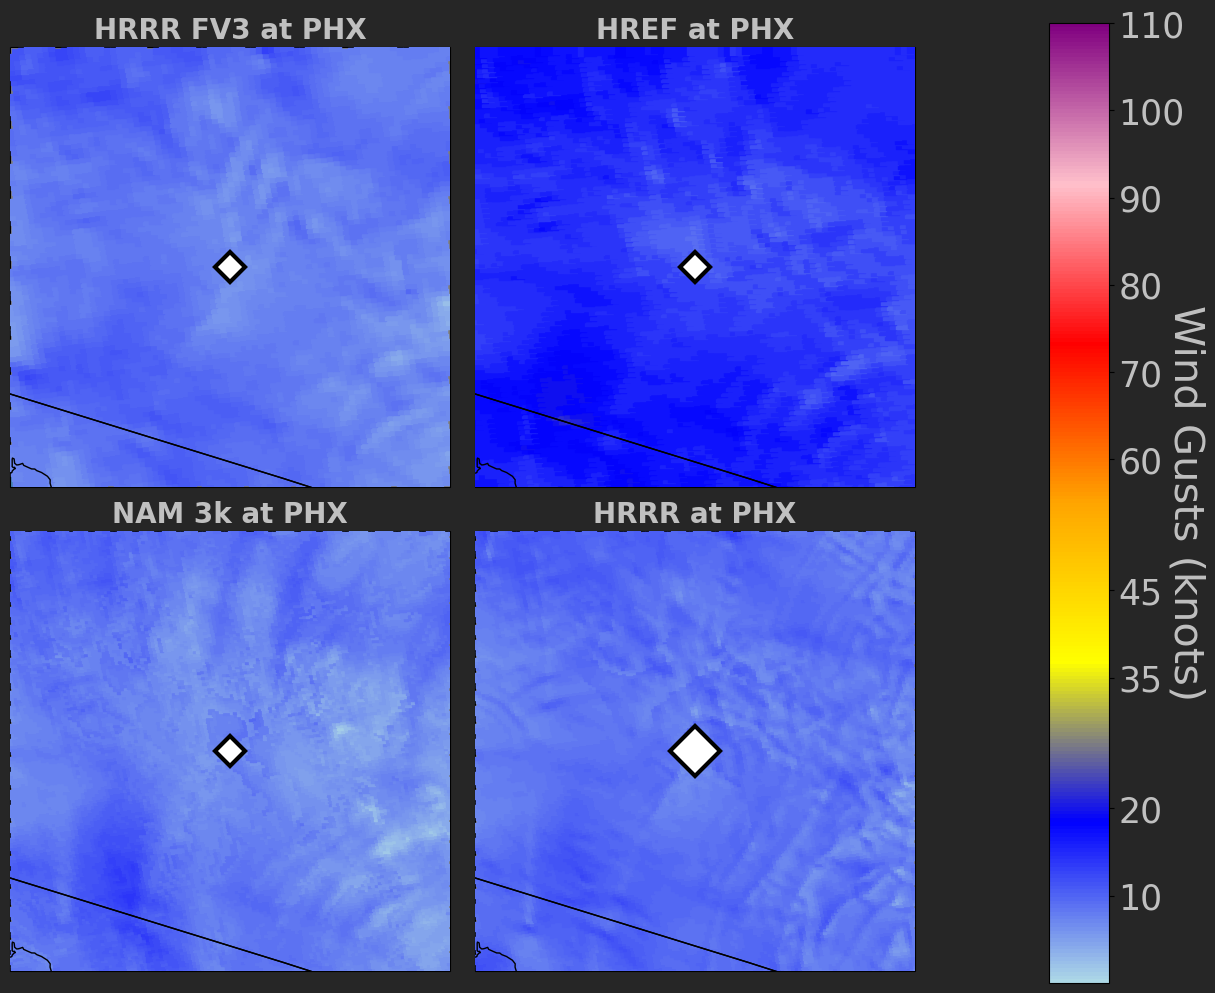 HRRR FV3 at PHX
HREF at PHX
NAM 3k at PHX
HRRR at PHX
110
100
90
80
70
60
45
35
20
10
Wind Gusts (knots)